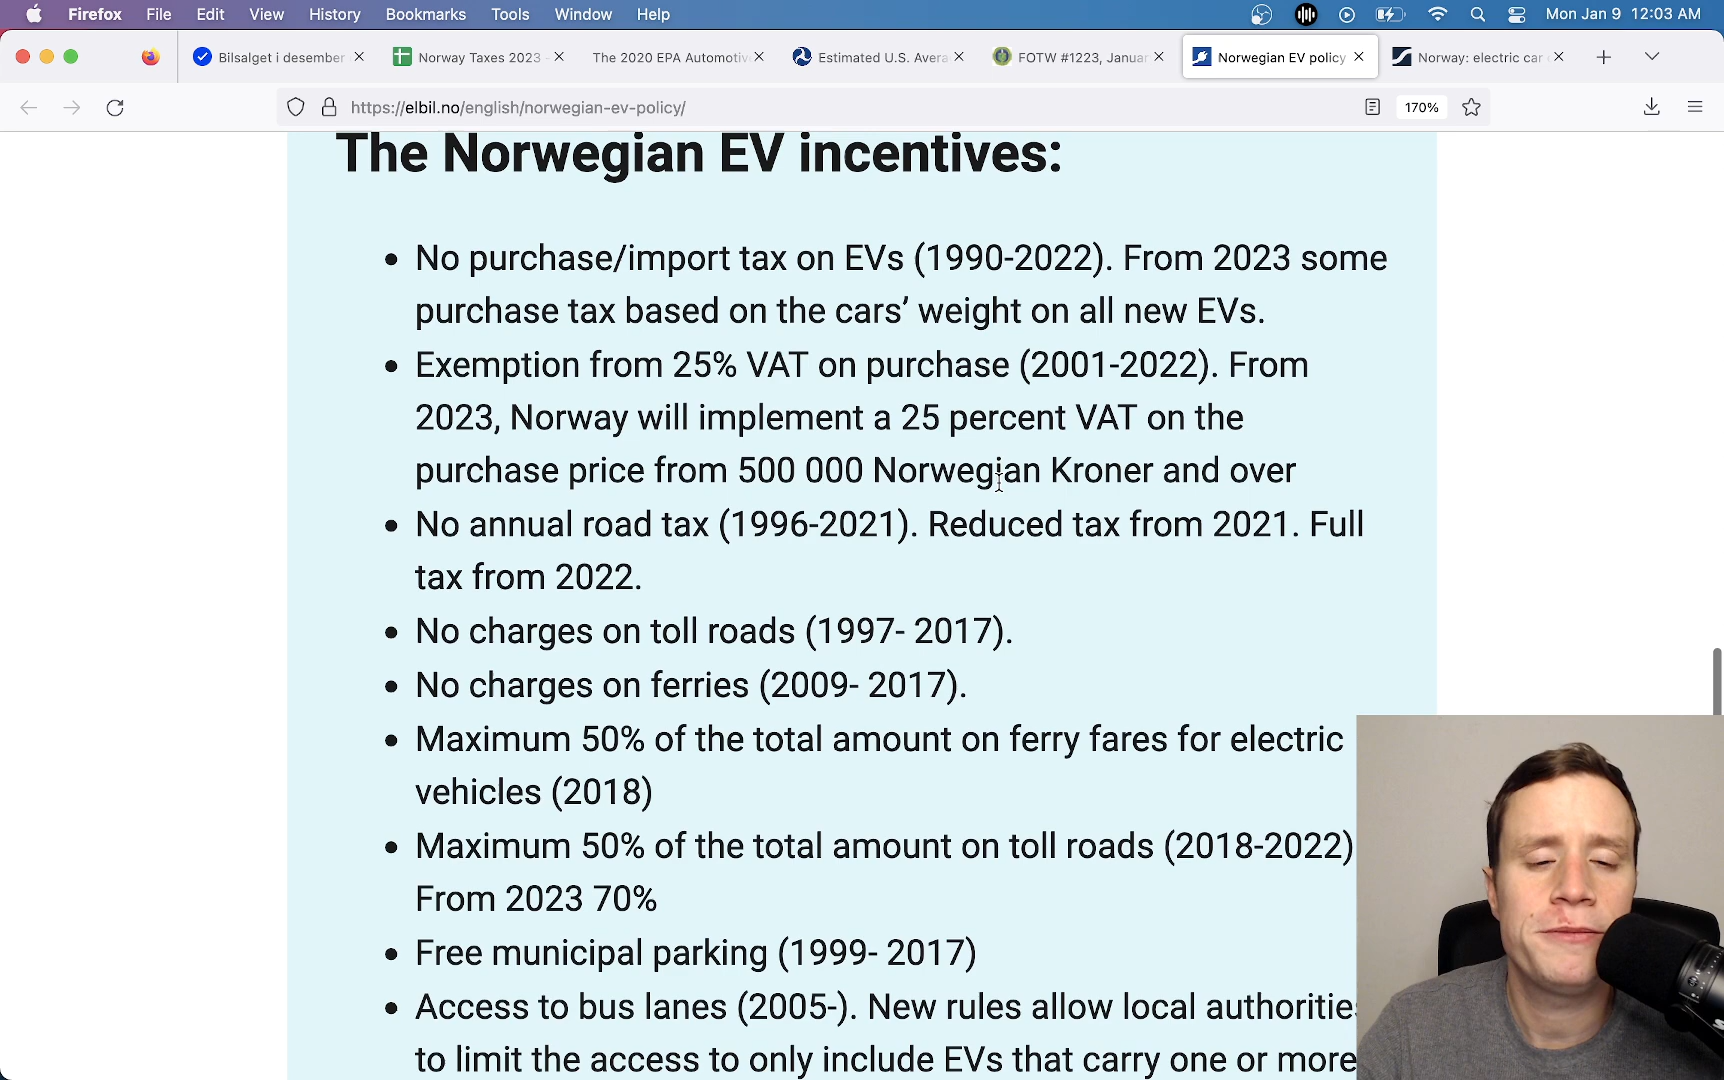 Firefox File Edit View History Bookmarks Tools Window Help Mon Jan 9 12:03 AM
Bilsalget i desember Norway Taxes 2023 The 2020 EPA Automotiv Estimated U.S. Avera FOTW #1223, Januar Norwegian EV policy Norway: electric car
https://elbil.no/english/norwegian-ev-policy/ 170%
The Norwegian EV incentives:
• No purchase/import tax on EVs (1990-2022). From 2023 some
purchase tax based on the cars’ weight on all new EVs.
• Exemption from 25% VAT on purchase (2001-2022). From
2023, Norway will implement a 25 percent VAT on the
purchase price from 500 000 Norwegian Kroner and over
• No annual road tax (1996-2021). Reduced tax from 2021. Full
tax from 2022.
• No charges on toll roads (1997- 2017).
• No charges on ferries (2009- 2017).
• Maximum 50% of the total amount on ferry fares for electric
vehicles (2018)
• Maximum 50% of the total amount on toll roads (2018-2022)
From 2023 70%
• Free municipal parking (1999- 2017)
• Access to bus lanes (2005-). New rules allow local authorities
to limit the access to only include EVs that carry one or more